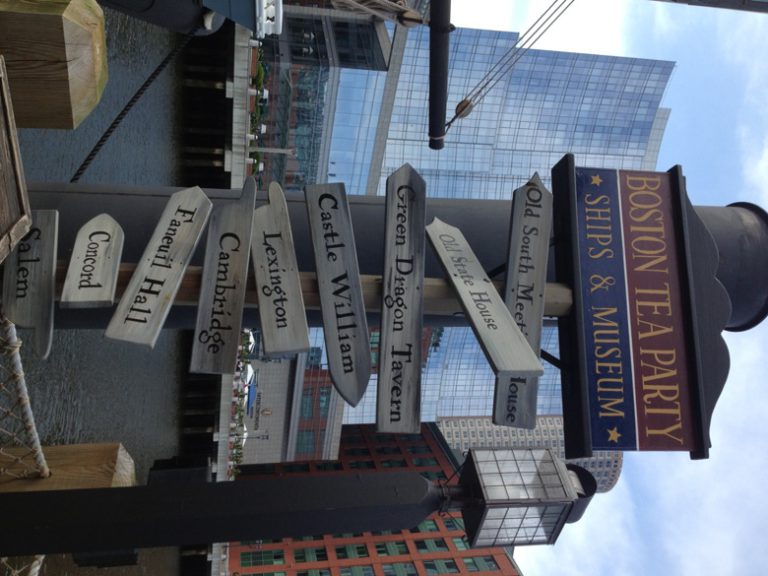 BOSTON TEA PARTY
SHIPS & MUSEUM
Old South Meeti
House
Old State House
Green Dragon Tavern
Castle William
Lexington
Cambridge
Faneuil Hall
Concord
Salem